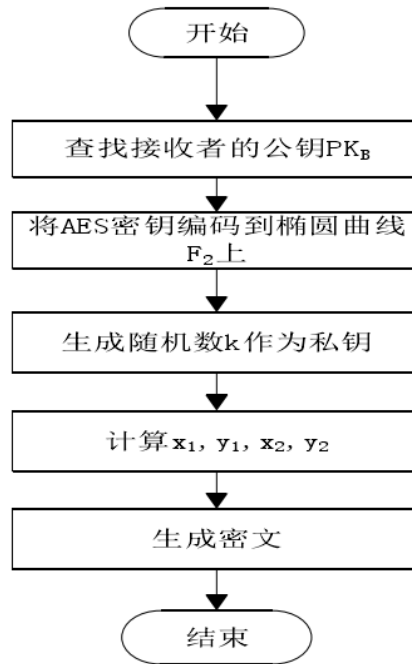 开始
查找接收者的公钥PK_B
将AES密钥编码到椭圆曲线
F₂上
生成随机数k作为私钥
计算x₁, y₁, x₂, y₂
生成密文
结束